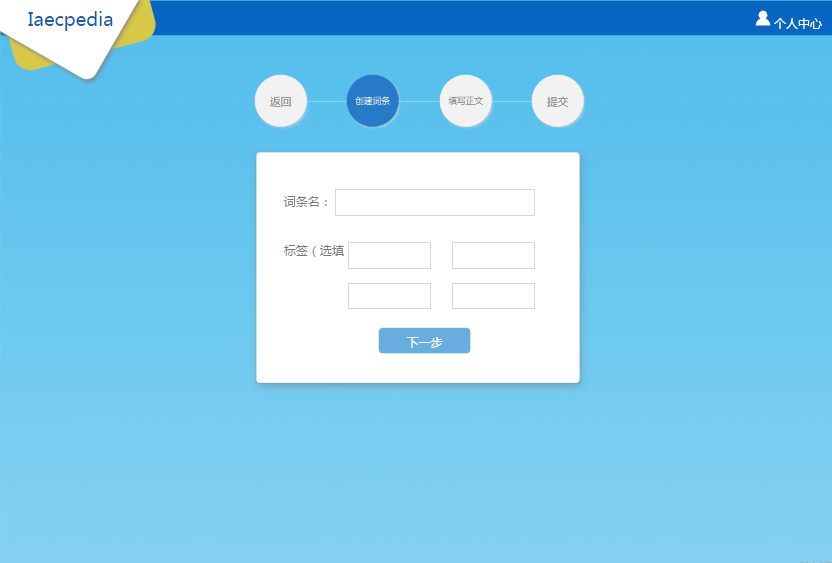 Iaecpedia
个人中心
返回
创建词条
填写正文
提交
词条名：
标签（选填
下一步